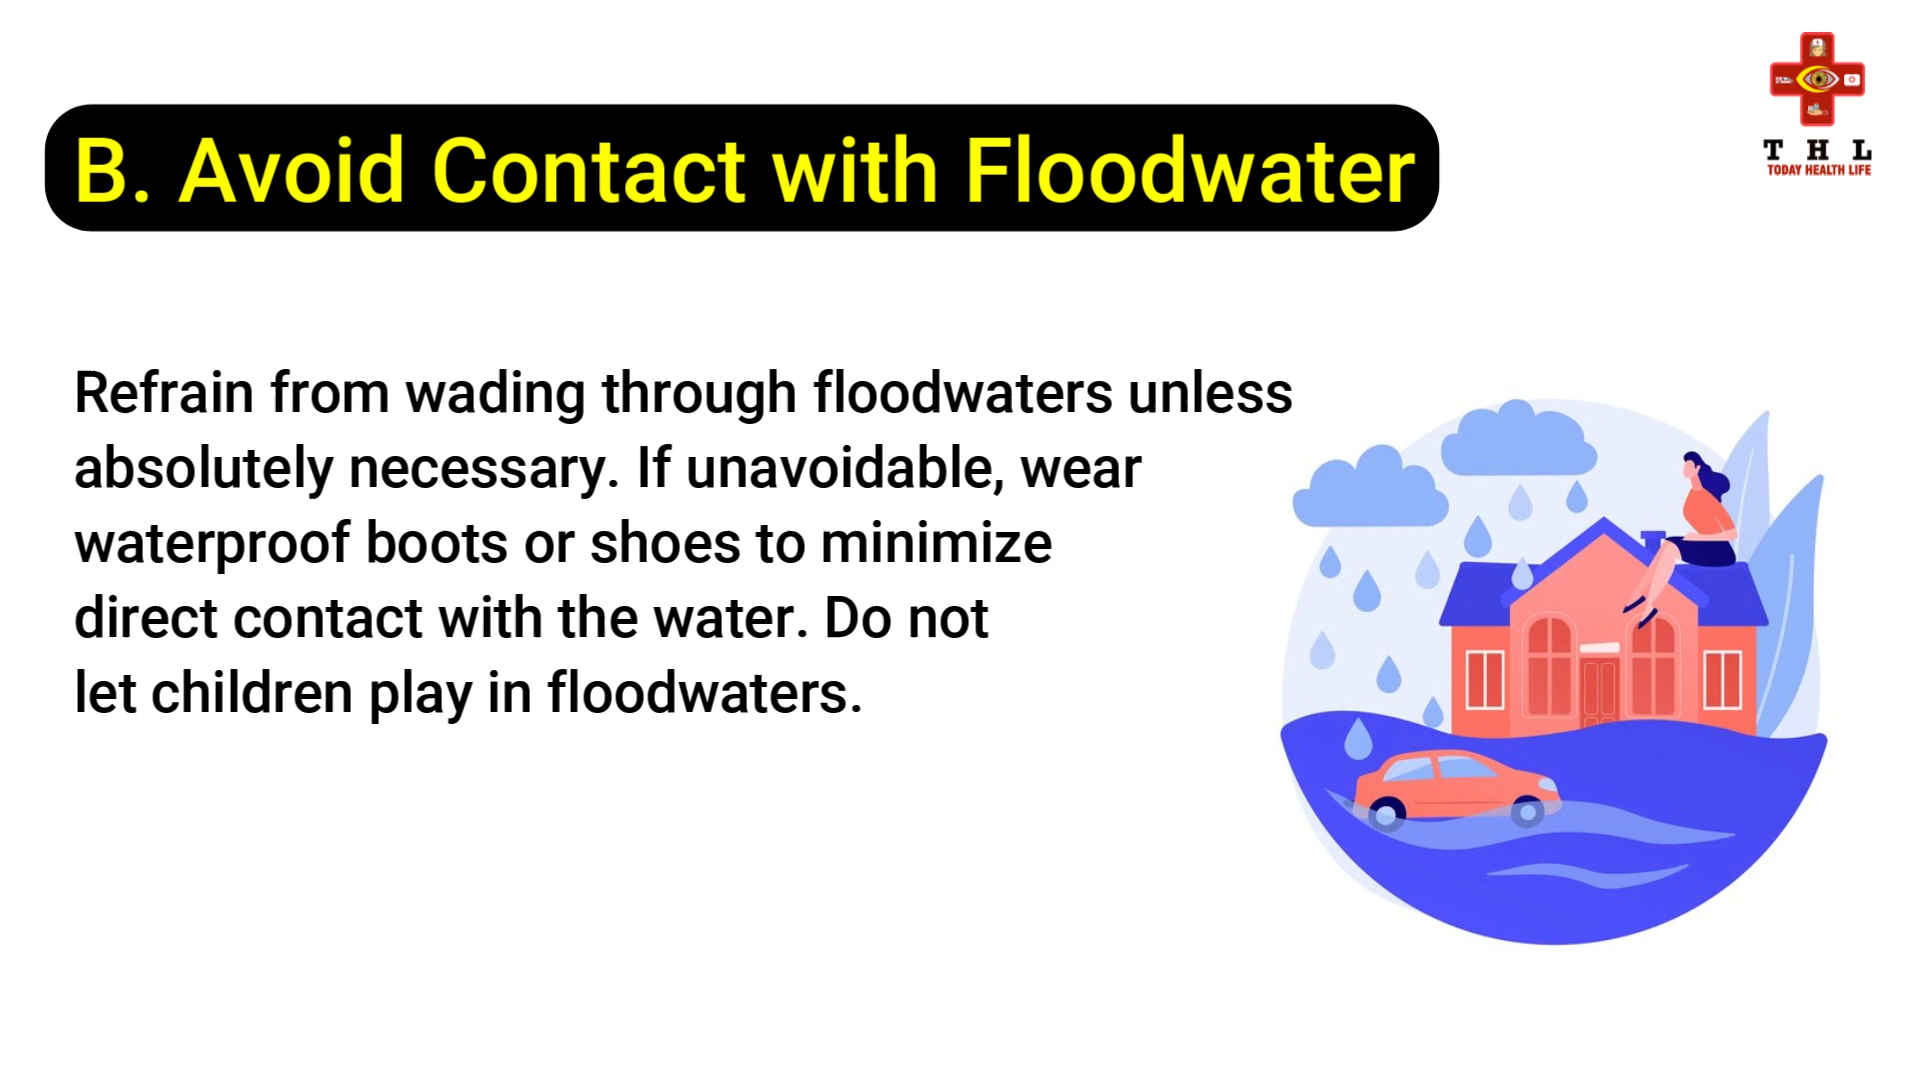 B. Avoid Contact with Floodwater
T H L
TODAY HEALTH LIFE
Refrain from wading through floodwaters unless
absolutely necessary. If unavoidable, wear
waterproof boots or shoes to minimize
direct contact with the water. Do not
let children play in floodwaters.